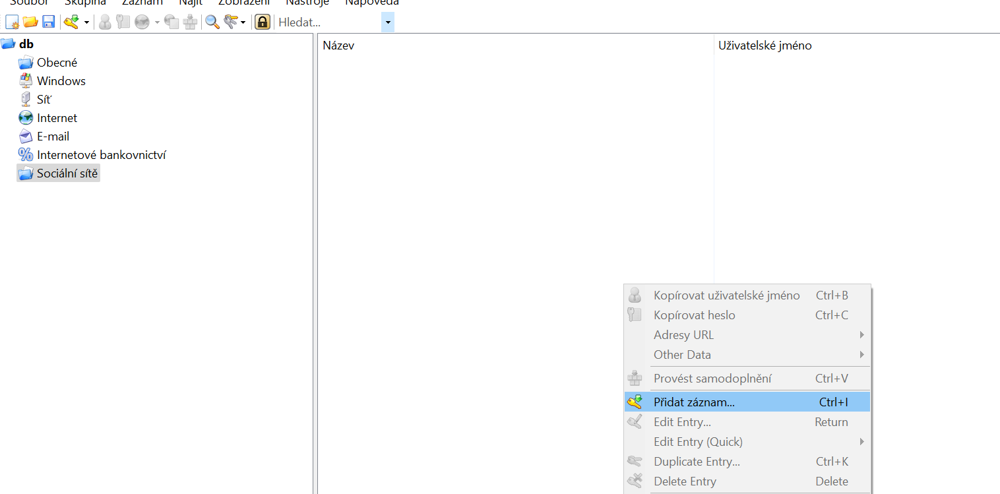 Soubor Skupina Záznam Najít Zobrazení Nástroje Nápověda
Hledat...
db
Obecné
Windows
Síť
Internet
E-mail
Internetové bankovnictví
Sociální sítě
Název Uživatelské jméno
Kopírovat uživatelské jméno Ctrl+B
Kopírovat heslo Ctrl+C
Adresy URL
Other Data
Provést samodoplnění Ctrl+V
Přidat záznam... Ctrl+I
Edit Entry... Return
Edit Entry (Quick)
Duplicate Entry... Ctrl+K
Delete Entry Delete